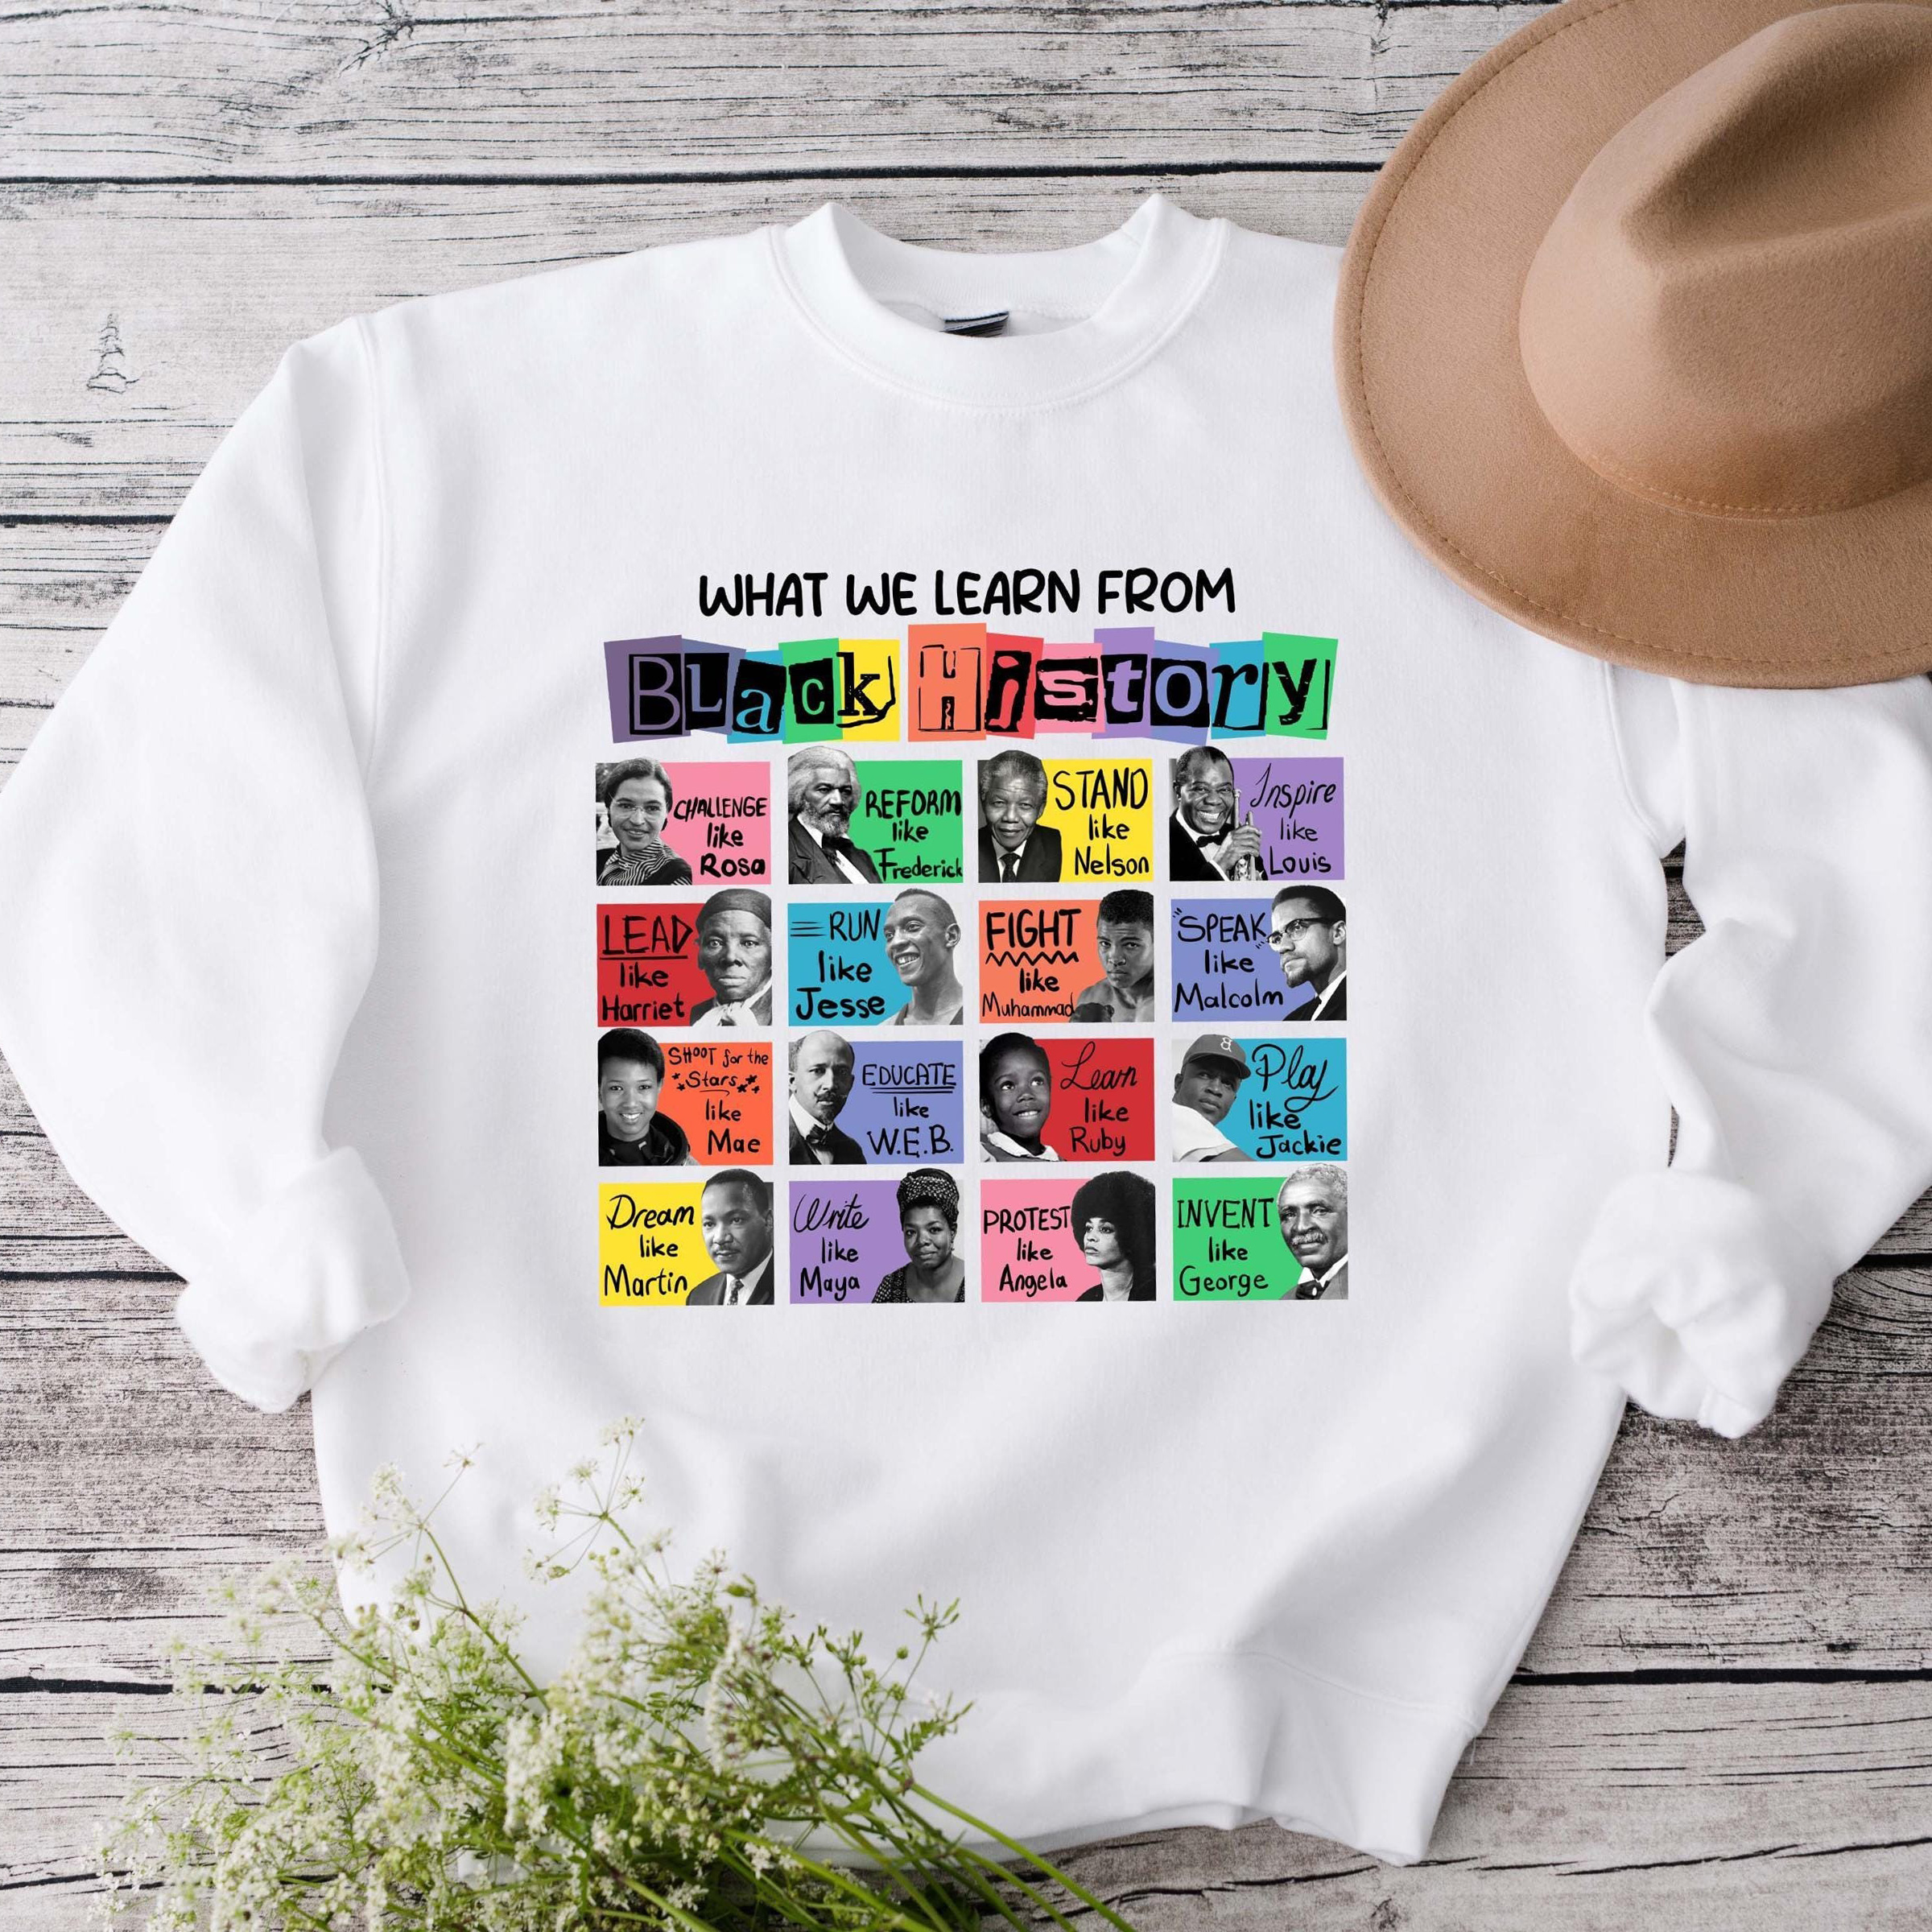 WHAT WE LEARN FROM
BLack History
CHALLENGE
like
Rosa
REFORM
like
Frederick
STAND
like
Nelson
Inspire
like
Louis
LEAD
like
Harriet
RUN
like
Jesse
FIGHT
like
Muhammad
"SPEAK"
like
Malcolm
SHOOT for the
Stars
like
Mae
EDUCATE
like
W.E.B.
Learn
like
Ruby
Play
like
Jackie
Dream
like
Martin
Write
like
Maya
PROTEST
like
Angela
INVENT
like
George